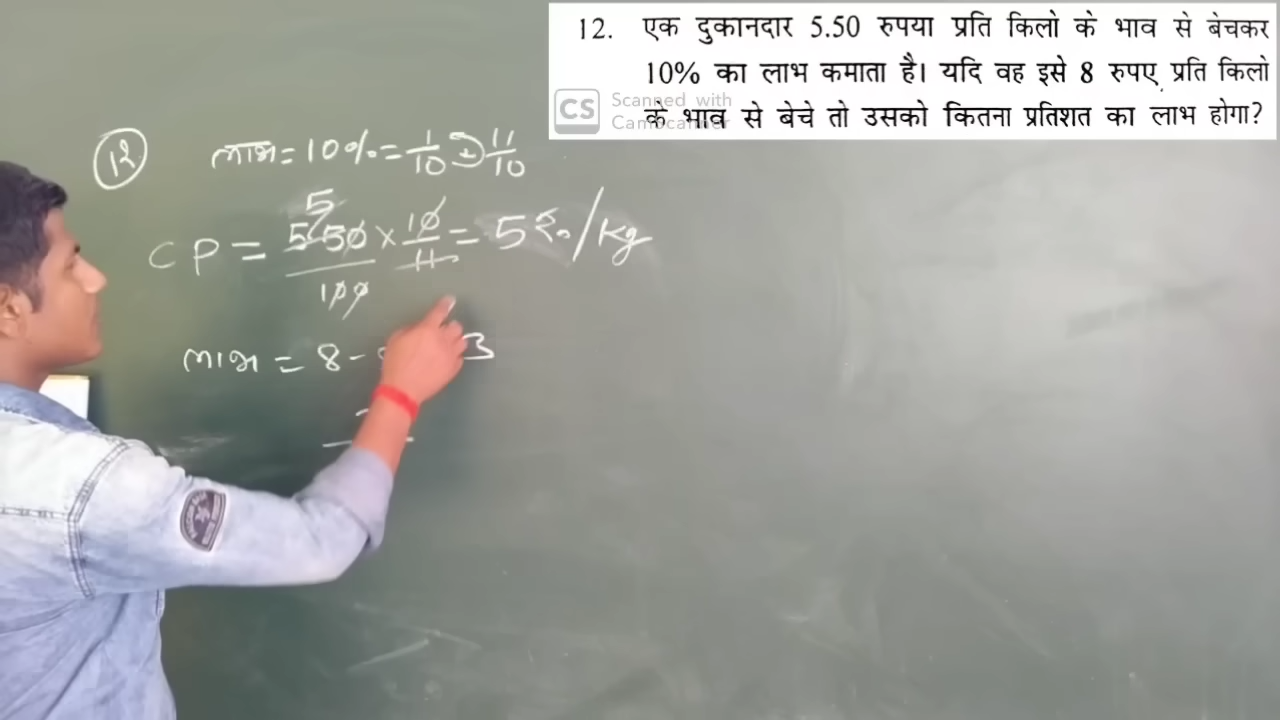 12. एक दुकानदार 5.50 रुपया प्रति किलो के भाव से बेचकर
10% का लाभ कमाता है। यदि वह इसे 8 रुपए प्रति किलो
के भाव से बेचे तो उसको कितना प्रतिशत का लाभ होगा?
CS Scanned with
CamScanner
12 लाभ = 10% = 1/10 ⊃ 11/10
5
CP = 550/100 × 10/11 = 5 रु०/kg
लाभ = 8 - 3